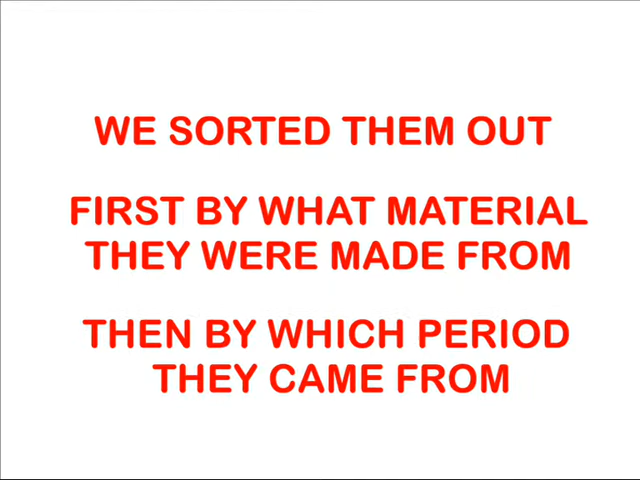 WE SORTED THEM OUT
FIRST BY WHAT MATERIAL
THEY WERE MADE FROM
THEN BY WHICH PERIOD
THEY CAME FROM